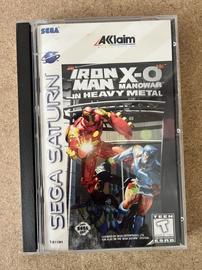 SEGA
Acclaim
SEGA SATURN
IRON MAN
X-O MANOWAR
IN HEAVY METAL
TEEN
T